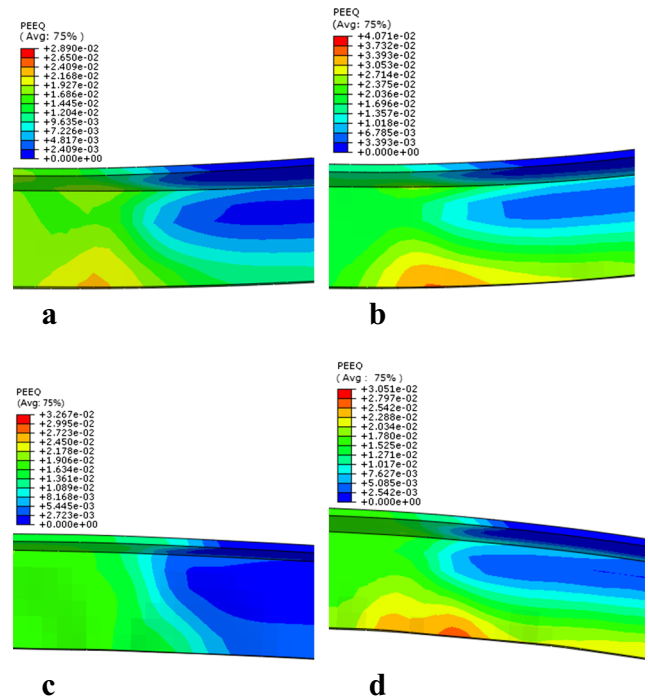 PEEQ
(Avg: 75%)
+2.890e-02
+2.650e-02
+2.409e-02
+2.168e-02
+1.927e-02
+1.686e-02
+1.445e-02
+1.204e-02
+9.635e-03
+7.226e-03
+4.817e-03
+2.409e-03
+0.000e+00
a
PEEQ
(Avg: 75%)
+4.071e-02
+3.732e-02
+3.393e-02
+3.053e-02
+2.714e-02
+2.375e-02
+2.036e-02
+1.696e-02
+1.357e-02
+1.018e-02
+6.785e-03
+3.393e-03
+0.000e+00
b
PEEQ
(Avg: 75%)
+3.267e-02
+2.995e-02
+2.723e-02
+2.450e-02
+2.178e-02
+1.906e-02
+1.634e-02
+1.361e-02
+1.089e-02
+8.168e-03
+5.445e-03
+2.723e-03
+0.000e+00
c
PEEQ
(Avg: 75%)
+3.051e-02
+2.797e-02
+2.542e-02
+2.288e-02
+2.034e-02
+1.780e-02
+1.525e-02
+1.271e-02
+1.017e-02
+7.627e-03
+5.085e-03
+2.542e-03
+0.000e+00
d